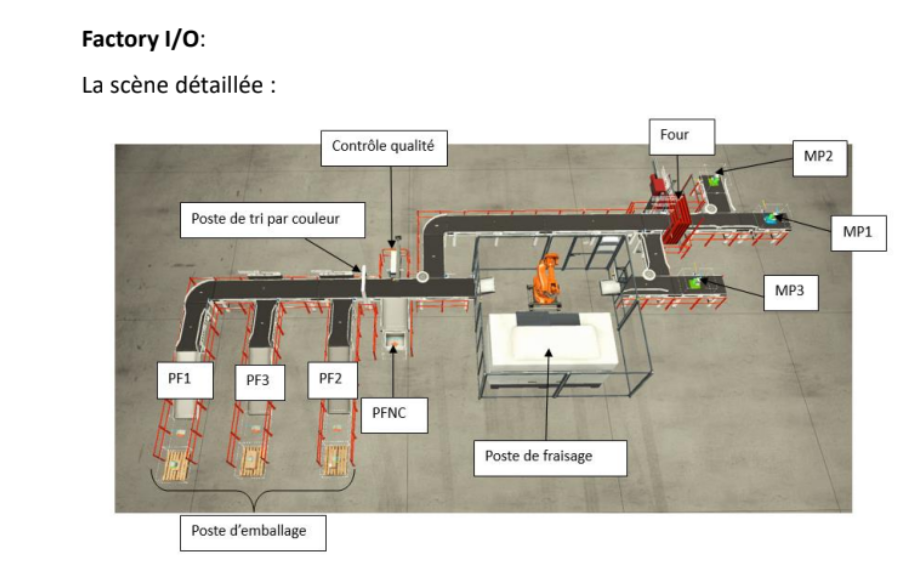 Factory I/O:
La scène détaillée :
Four
Contrôle qualité
MP2
Poste de tri par couleur
MP1
MP3
PF1
PF3
PF2
PFNC
Poste de fraisage
Poste d'emballage